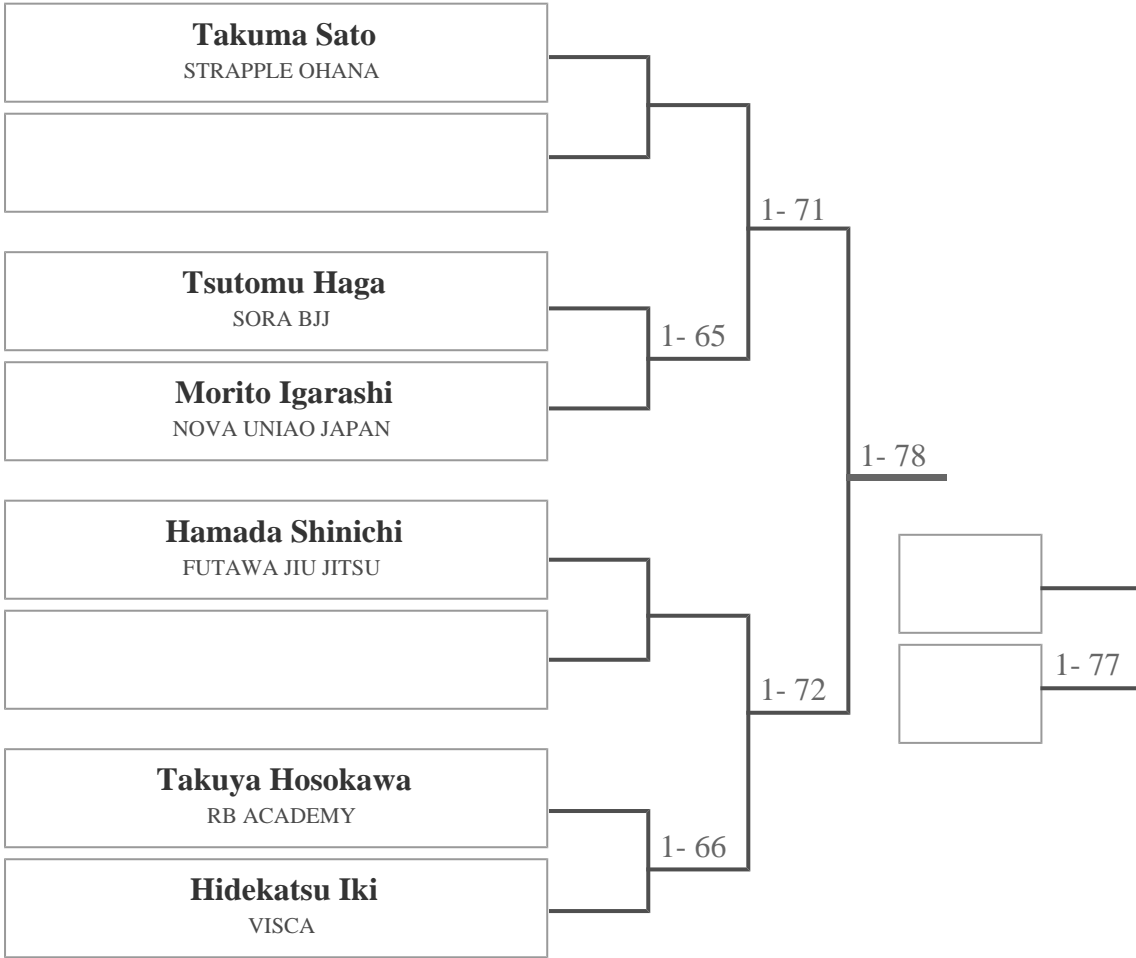 Takuma Sato
STRAPPLE OHANA
1- 71
Tsutomu Haga
SORA BJJ
1- 65
Morito Igarashi
NOVA UNIAO JAPAN
1- 78
Hamada Shinichi
FUTAWA JIU JITSU
1- 77
1- 72
Takuya Hosokawa
RB ACADEMY
1- 66
Hidekatsu Iki
VISCA